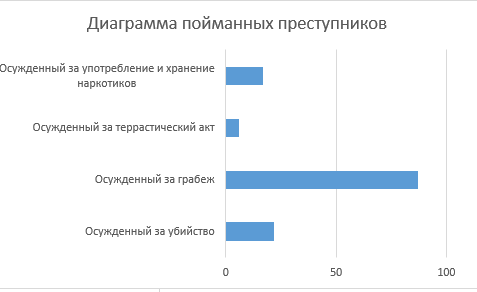 Диаграмма пойманных преступников
Осужденный за употребление и хранение
наркотиков
Осужденный за террастический акт
Осужденный за грабеж
Осужденный за убийство
0 50 100